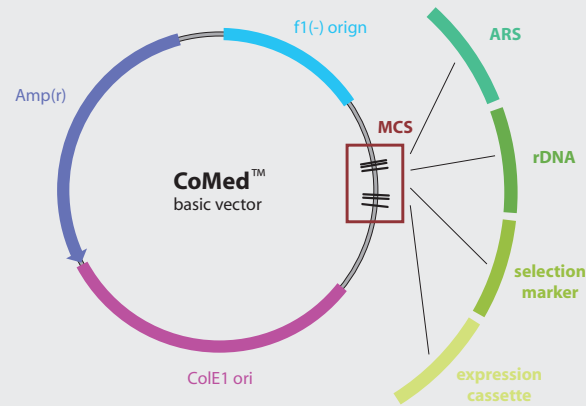 f1(-) orign
ARS
Amp(r)
MCS
CoMed™
basic vector
rDNA
selection
marker
ColE1 ori
expression
cassette